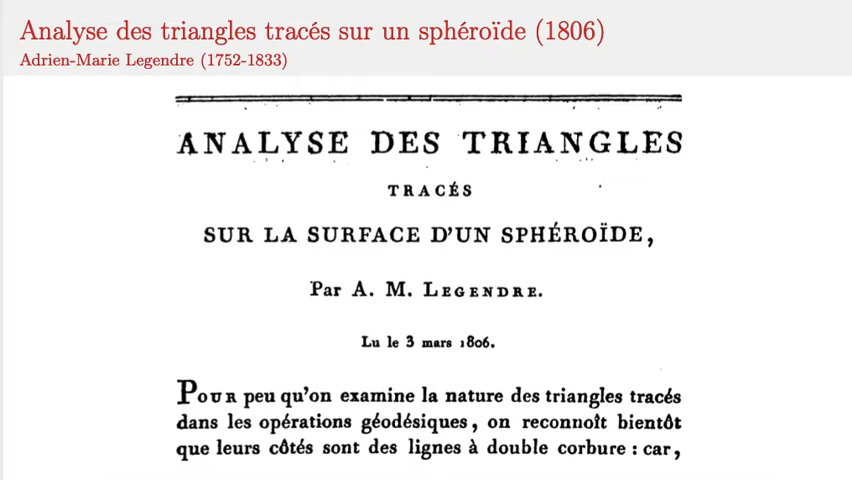 Analyse des triangles tracés sur un sphéroïde (1806)
Adrien-Marie Legendre (1752-1833)
ANALYSE DES TRIANGLES
TRACÉS
SUR LA SURFACE D'UN SPHÉROÏDE,
Par A. M. LEGENDRE.
Lu le 3 mars 1806.
POUR peu qu'on examine la nature des triangles tracés
dans les opérations géodésiques, on reconnoît bientôt
que leurs côtés sont des lignes à double corbure : car,